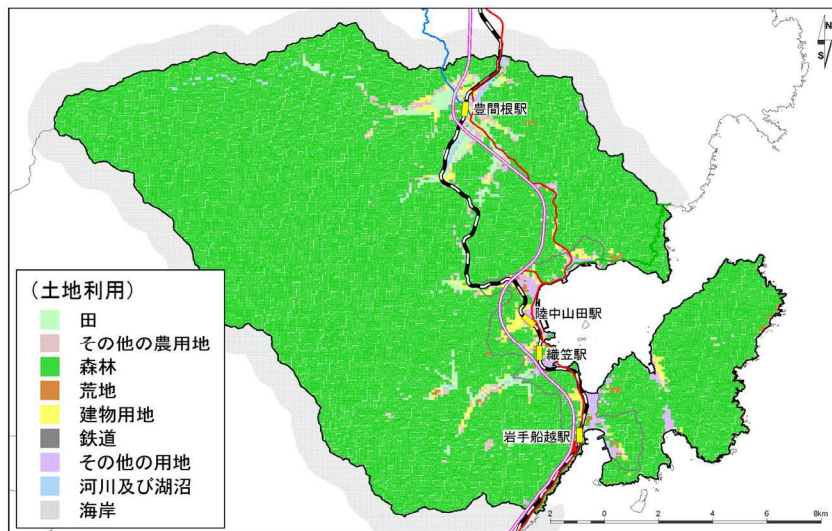 N
S
豊間根駅
陸中山田駅
織笠駅
岩手船越駅
(土地利用)
田
その他の農用地
森林
荒地
建物用地
鉄道
その他の用地
河川及び湖沼
海岸
2 0 2 4 6 8km